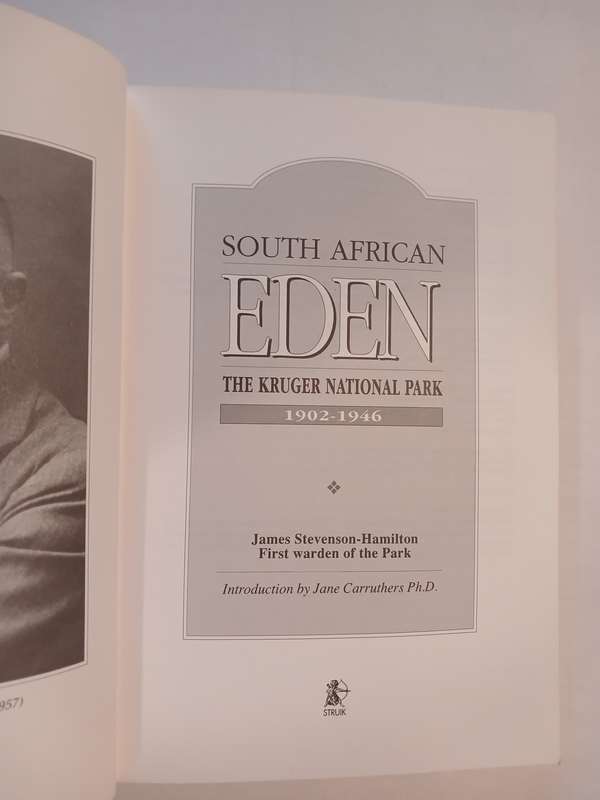 SOUTH AFRICAN
EDEN
THE KRUGER NATIONAL PARK
1902-1946
James Stevenson-Hamilton
First warden of the Park
Introduction by Jane Carruthers Ph.D.
STRUIK
957)